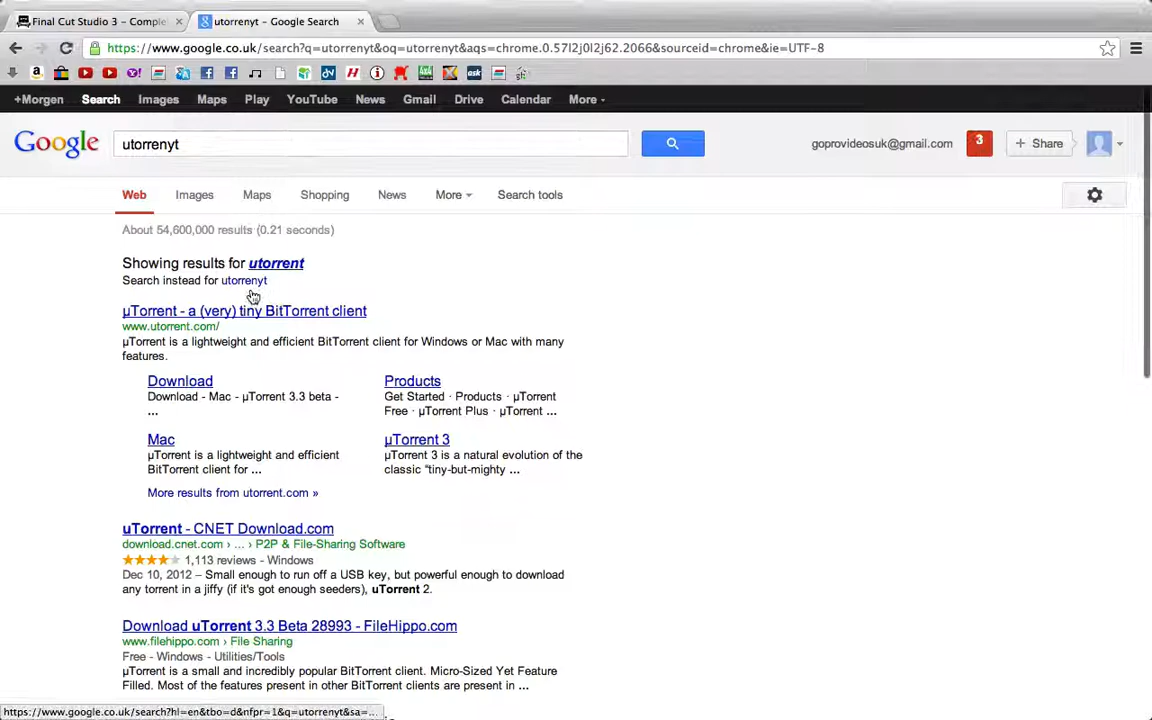 Final Cut Studio 3 - Comple
utorrenyt - Google Search
https://www.google.co.uk/search?q=utorrenyt&oq=utorrenyt&aqs=chrome.0.57l2j0l2j62.2066&sourceid=chrome&ie=UTF-8
+Morgen Search Images Maps Play YouTube News Gmail Drive Calendar More
Google utorrenyt goprovideosuk@gmail.com 3 + Share
Web Images Maps Shopping News More Search tools
About 54,600,000 results (0.21 seconds)
Showing results for utorrent
Search instead for utorrenyt
µTorrent - a (very) tiny BitTorrent client
www.utorrent.com/
µTorrent is a lightweight and efficient BitTorrent client for Windows or Mac with many
features.
Download
Download - Mac - µTorrent 3.3 beta -
...
Products
Get Started · Products · µTorrent
Free · µTorrent Plus · µTorrent ...
Mac
µTorrent is a lightweight and efficient
BitTorrent client for ...
µTorrent 3
µTorrent 3 is a natural evolution of the
classic "tiny-but-mighty ...
More results from utorrent.com »
uTorrent - CNET Download.com
download.cnet.com › ... › P2P & File-Sharing Software
1,113 reviews - Windows
Dec 10, 2012 – Small enough to run off a USB key, but powerful enough to download
any torrent in a jiffy (if it's got enough seeders), uTorrent 2.
Download uTorrent 3.3 Beta 28993 - FileHippo.com
www.filehippo.com › File Sharing
Free - Windows - Utilities/Tools
µTorrent is a small and incredibly popular BitTorrent client. Micro-Sized Yet Feature
Filled. Most of the features present in other BitTorrent clients are present in ...
https://www.google.co.uk/search?hl=en&tbo=d&nfpr=1&q=utorrenyt&sa=...